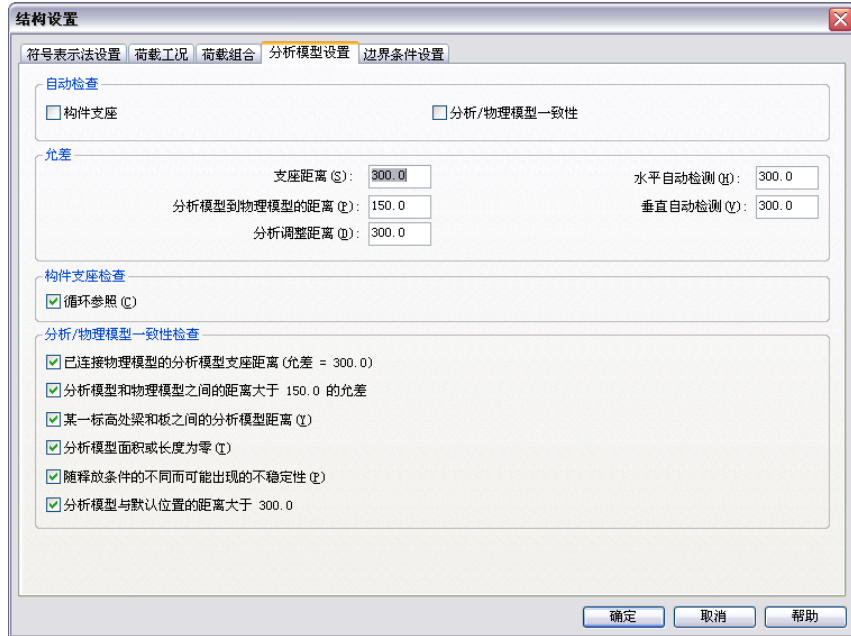 结构设置
符号表示法设置 荷载工况 荷载组合 分析模型设置 边界条件设置
自动检查
构件支座 分析/物理模型一致性
允差
支座距离(S): 300.0 水平自动检测(H): 300.0
分析模型到物理模型的距离(P): 150.0 垂直自动检测(V): 300.0
分析调整距离(D): 300.0
构件支座检查
循环参照(C)
分析/物理模型一致性检查
已连接物理模型的分析模型支座距离(允差 = 300.0)
分析模型和物理模型之间的距离大于 150.0 的允差
某一标高处梁和板之间的分析模型距离(Y)
分析模型面积或长度为零(T)
随释放条件的不同而可能出现的不稳定性(P)
分析模型与默认位置的距离大于 300.0
确定 取消 帮助